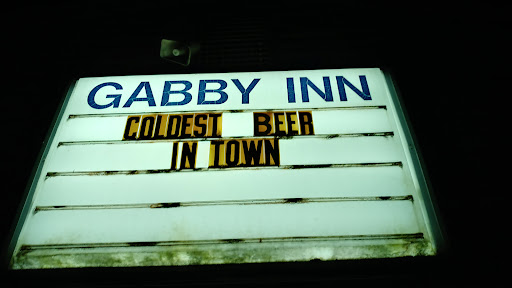 GABBY INN
COLDEST BEER
IN TOWN